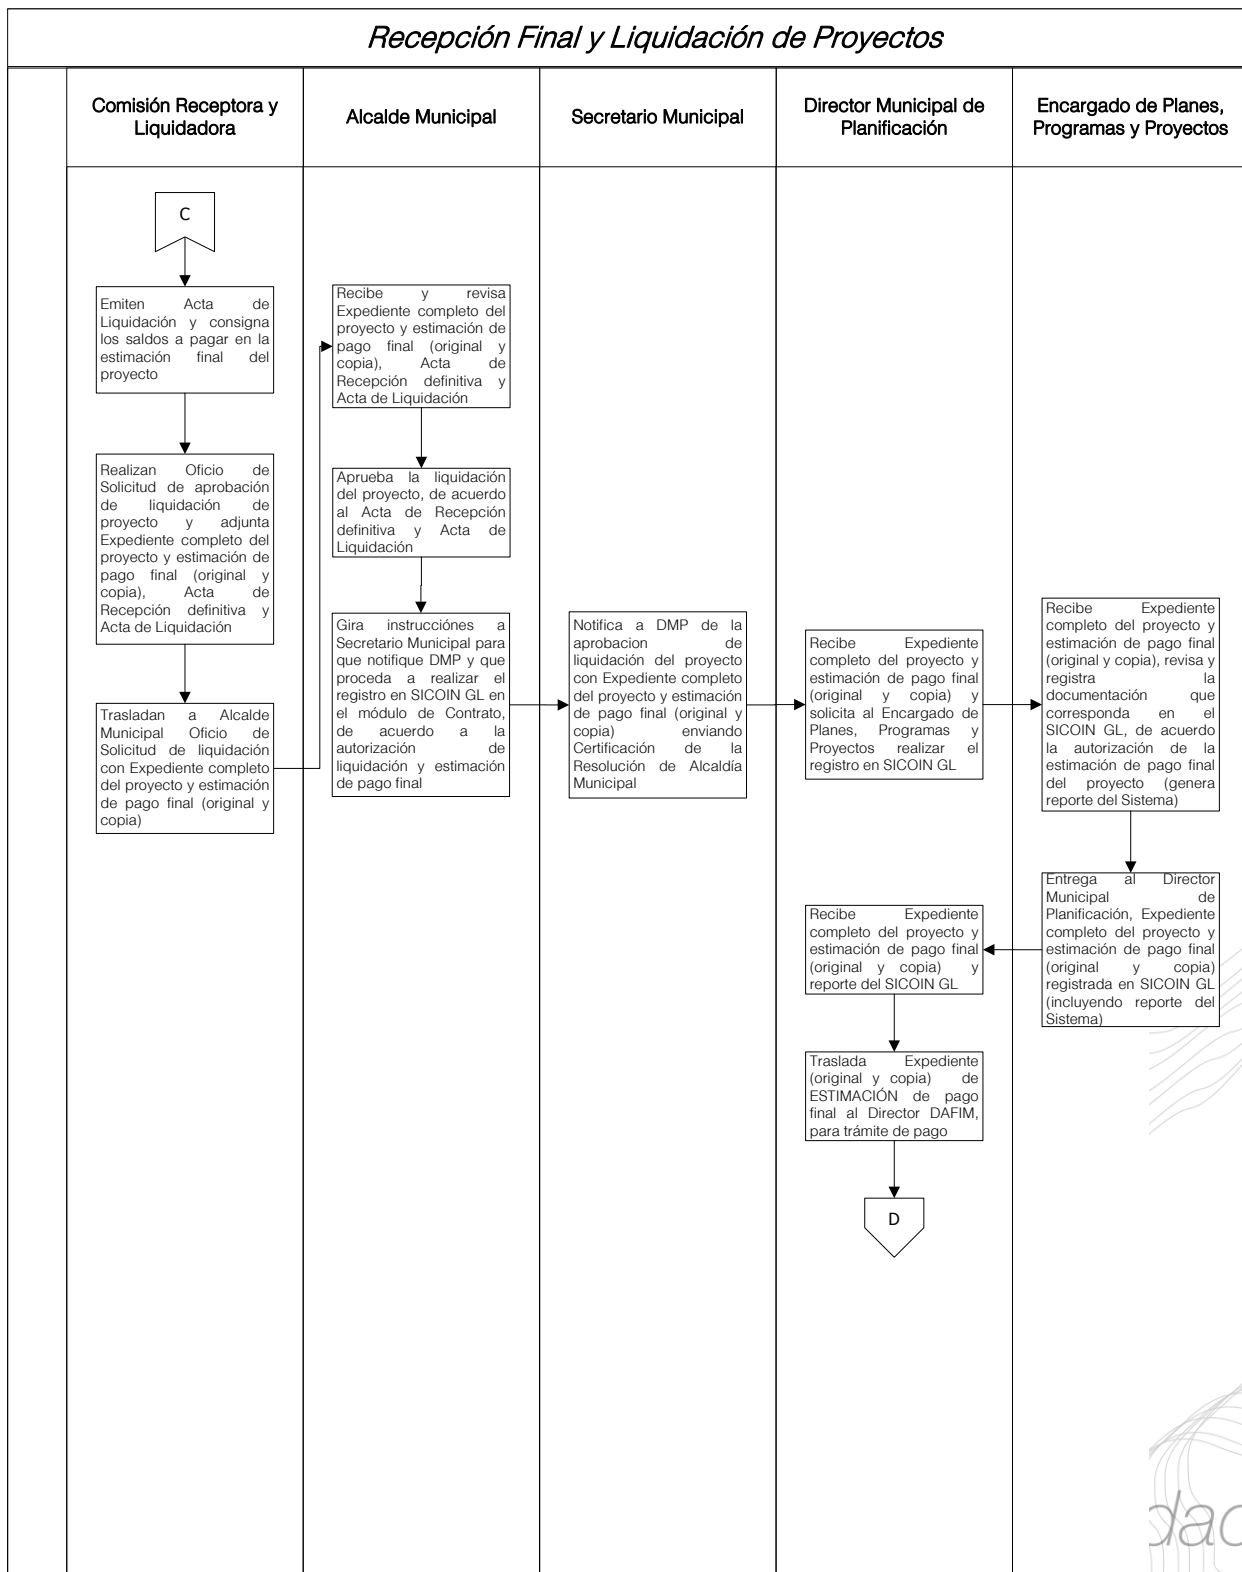 Recepción Final y Liquidación de Proyectos
Comisión Receptora y
Liquidadora
Alcalde Municipal
Secretario Municipal
Director Municipal de
Planificación
Encargado de Planes,
Programas y Proyectos
C
Emiten Acta de
Liquidación y consigna
los saldos a pagar en la
estimación final del
proyecto
Realizan Oficio de
Solicitud de aprobación
de liquidación de
proyecto y adjunta
Expediente completo del
proyecto y estimación de
pago final (original y
copia), Acta de
Recepción definitiva y
Acta de Liquidación
Trasladan a Alcalde
Municipal Oficio de
Solicitud de liquidación
con Expediente completo
del proyecto y estimación
de pago final (original y
copia)
Recibe y revisa
Expediente completo del
proyecto y estimación de
pago final (original y
copia), Acta de
Recepción definitiva y
Acta de Liquidación
Aprueba la liquidación
del proyecto, de acuerdo
al Acta de Recepción
definitiva y Acta de
Liquidación
Gira instrucciónes a
Secretario Municipal para
que notifique DMP y que
proceda a realizar el
registro en SICOIN GL en
el módulo de Contrato,
de acuerdo a la
autorización de
liquidación y estimación
de pago final
Notifica a DMP de la
aprobacion de
liquidación del proyecto
con Expediente completo
del proyecto y estimación
de pago final (original y
copia) enviando
Certificación de la
Resolución de Alcaldía
Municipal
Recibe Expediente
completo del proyecto y
estimación de pago final
(original y copia) y
solicita al Encargado de
Planes, Programas y
Proyectos realizar el
registro en SICOIN GL
Recibe Expediente
completo del proyecto y
estimación de pago final
(original y copia), revisa y
registra la
documentación que
corresponda en el
SICOIN GL, de acuerdo
la autorización de la
estimación de pago final
del proyecto (genera
reporte del Sistema)
Entrega al Director
Municipal de
Planificación, Expediente
completo del proyecto y
estimación de pago final
(original y copia)
registrada en SICOIN GL
(incluyendo reporte del
Sistema)
Recibe Expediente
completo del proyecto y
estimación de pago final
(original y copia) y
reporte del SICOIN GL
Traslada Expediente
(original y copia) de
ESTIMACIÓN de pago
final al Director DAFIM,
para trámite de pago
D